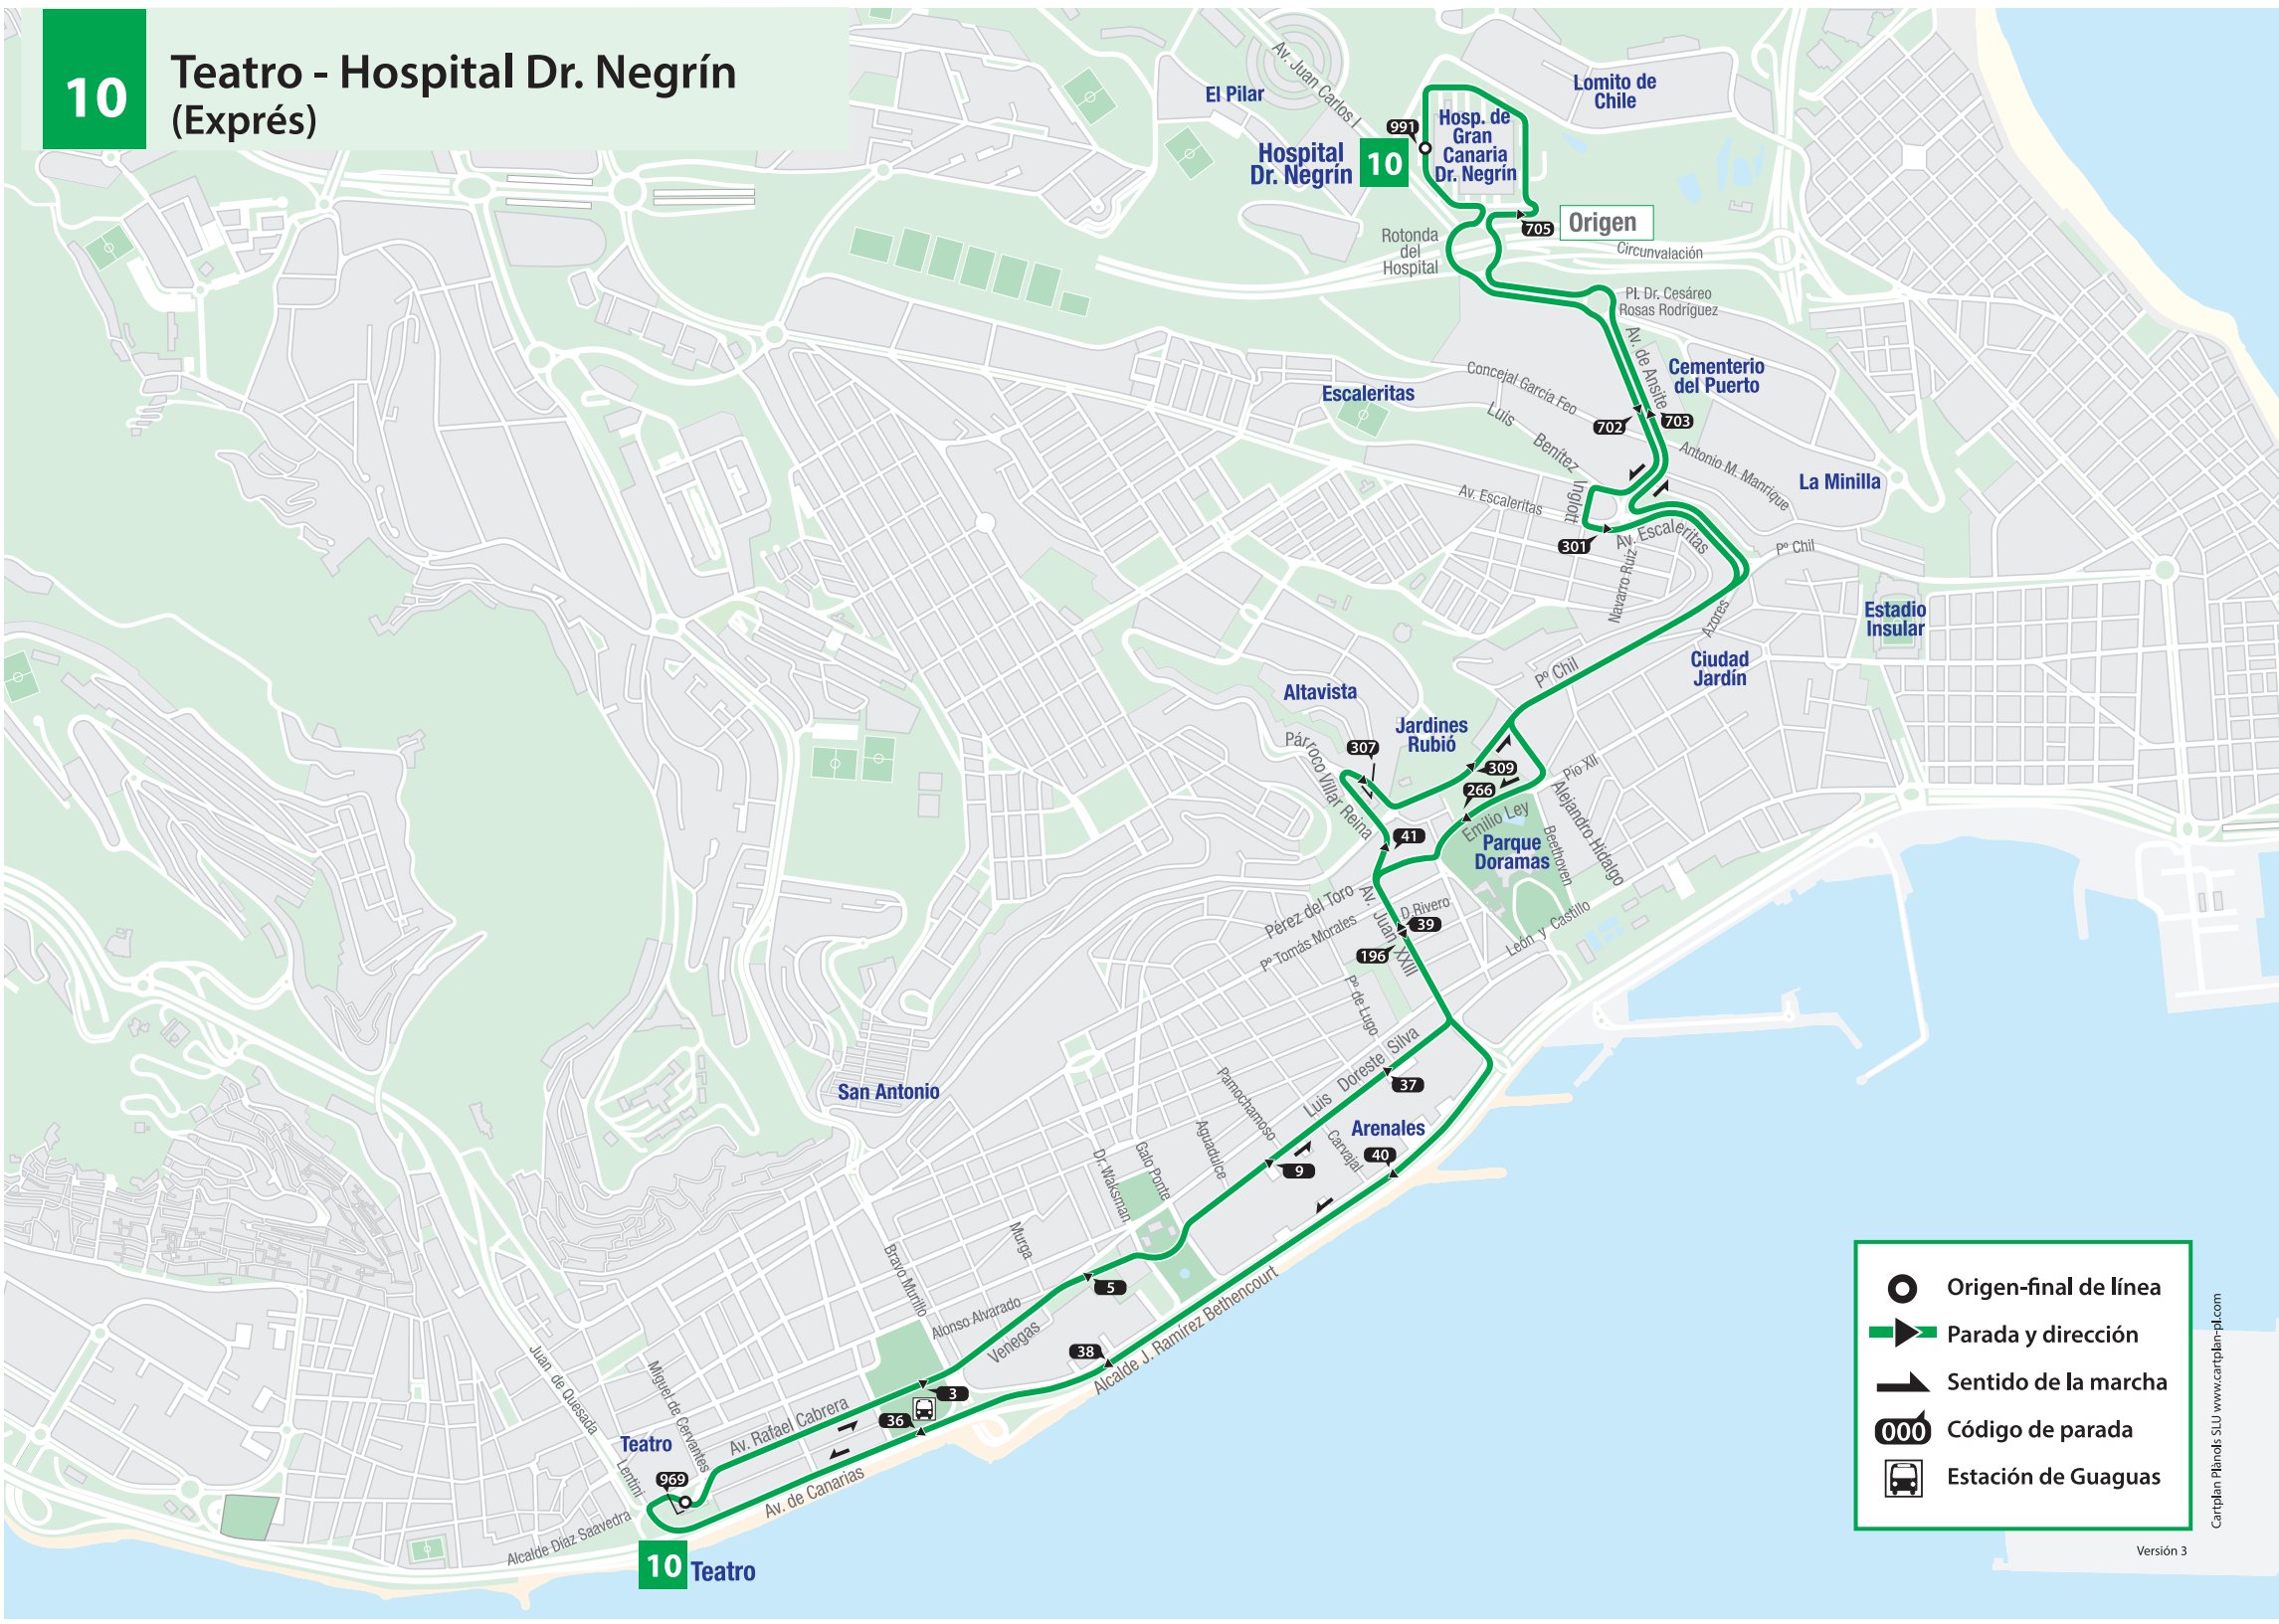 10
Teatro - Hospital Dr. Negrín
(Exprés)
Av. Juan Carlos I
El Pilar
Lomito de
Chile
991
Hosp. de
Gran
Canaria
Dr. Negrín
Hospital
Dr. Negrín
10
705
Origen
Rotonda
del
Hospital
Circunvalación
Pl. Dr. Cesáreo
Rosas Rodríguez
Av. de Ansite
Cementerio
del Puerto
Concejal García Feo
Escaleritas
Luis Benítez Inglott
702
703
Antonio M. Manrique
La Minilla
Av. Escaleritas
301
Av. Escaleritas
Pº Chil
Navarro Ruiz
Azores
Estadio
Insular
Ciudad
Jardín
Pº Chil
Altavista
Jardines
Rubió
Párroco Villar Reina
307
309
266
Pio XII
Emilio Ley
Alejandro Hidalgo
Beethoven
Parque
Doramas
41
Pérez del Toro
Av. Juan XXIII
D.Rivero
39
Pº Tomás Morales
196
León y Castillo
Pº de Lugo
Luis Doreste Silva
37
San Antonio
Pamochamoso
Arenales
Carvajal
40
Aguadulce
9
Galo Ponte
Dr. Waksman
Murga
Bravo Murillo
5
Alonso Alvarado
Venegas
38
Alcalde J. Ramírez Bethencourt
3
36
Juan de Quesada
Miguel de Cervantes
Av. Rafael Cabrera
Teatro
Lentini
969
Av. de Canarias
Alcalde Díaz Saavedra
10
Teatro
Origen-final de línea
Parada y dirección
Sentido de la marcha
000
Código de parada
Estación de Guaguas
Cartplan Plànols SLU www.cartplan-pl.com
Versión 3